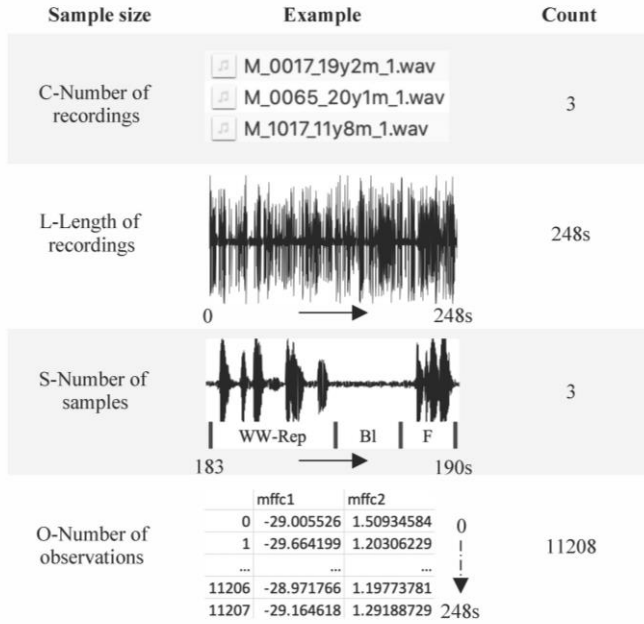 Sample size Example Count
C-Number of
recordings
M_0017_19y2m_1.wav
M_0065_20y1m_1.wav
M_1017_11y8m_1.wav
3
L-Length of
recordings
0 248s
248s
S-Number of
samples
WW-Rep Bl F
183 190s
3
O-Number of
observations
mffc1 mffc2
0 -29.005526 1.50934584
1 -29.664199 1.20306229
... ... ...
11206 -28.971766 1.19773781
11207 -29.164618 1.29188729
0
248s
11208